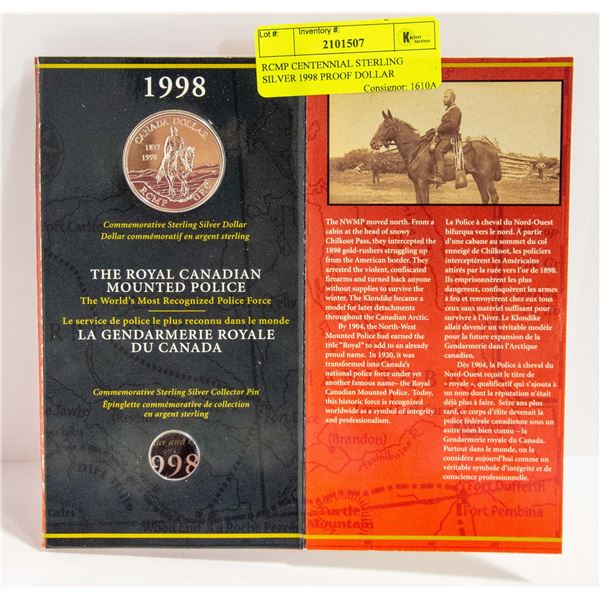 Lot #:
Inventory #:
2101507
RCMP CENTENNIAL STERLING
SILVER 1998 PROOF DOLLAR
Consignor: 1610A
1998
CANADA DOLLAR
1873
1998
RCMP GRC
Commemorative Sterling Silver Dollar
Dollar commémoratif en argent sterling
THE ROYAL CANADIAN
MOUNTED POLICE
The World's Most Recognized Police Force
Le service de police le plus reconnu dans le monde
LA GENDARMERIE ROYALE
DU CANADA
Commemorative Sterling Silver Collector Pin
Épinglette commémorative de collection
en argent sterling
998
The NWMP moved north. From a
cabin at the head of snowy
Chilkoot Pass, they intercepted the
1898 gold-rushers struggling up
from the American border. They
arrested the violent, confiscated
firearms and turned back anyone
without supplies to survive the
winter. The Klondike became a
model for later detachments
throughout the Canadian Arctic.
By 1904, the North-West
Mounted Police had earned the
title "Royal" to add to an already
proud name. In 1920, it was
transformed into Canada's
national police force under yet
another famous name– the Royal
Canadian Mounted Police. Today,
this historic force is recognized
worldwide as a symbol of integrity
and professionalism.
La Police à cheval du Nord-Ouest
bifurqua vers le nord. À partir
d'une cabane au sommet du col
enneigé de Chilkoot, les policiers
interceptèrent les Américains
attirés par la ruée vers l'or de 1898.
Ils emprisonnèrent les plus
dangereux, confisquèrent les armes
à feu et renvoyèrent chez eux tous
ceux sans matériel suffisant pour
survivre à l'hiver. Le Klondike
allait devenir un véritable modèle
pour la future expansion de la
Gendarmerie dans l'Arctique
canadien.
Dès 1904, la Police à cheval du
Nord-Ouest reçoit le titre de
« royale », qualificatif qui s'ajouta à
un nom dont la réputation n'était
déjà plus à faire. Seize ans plus
tard, ce corps d'élite devenait la
police fédérale canadienne sous un
autre nom bien connu – la
Gendarmerie royale du Canada.
Partout dans le monde, on la
considère aujourd'hui comme un
véritable symbole d'intégrité et de
conscience professionnelle.
(Brandon)
Assiniboine R.
Turtle
Mountain
Fort Dufferin
Fort Pembina
Wood End
La Roche Percee